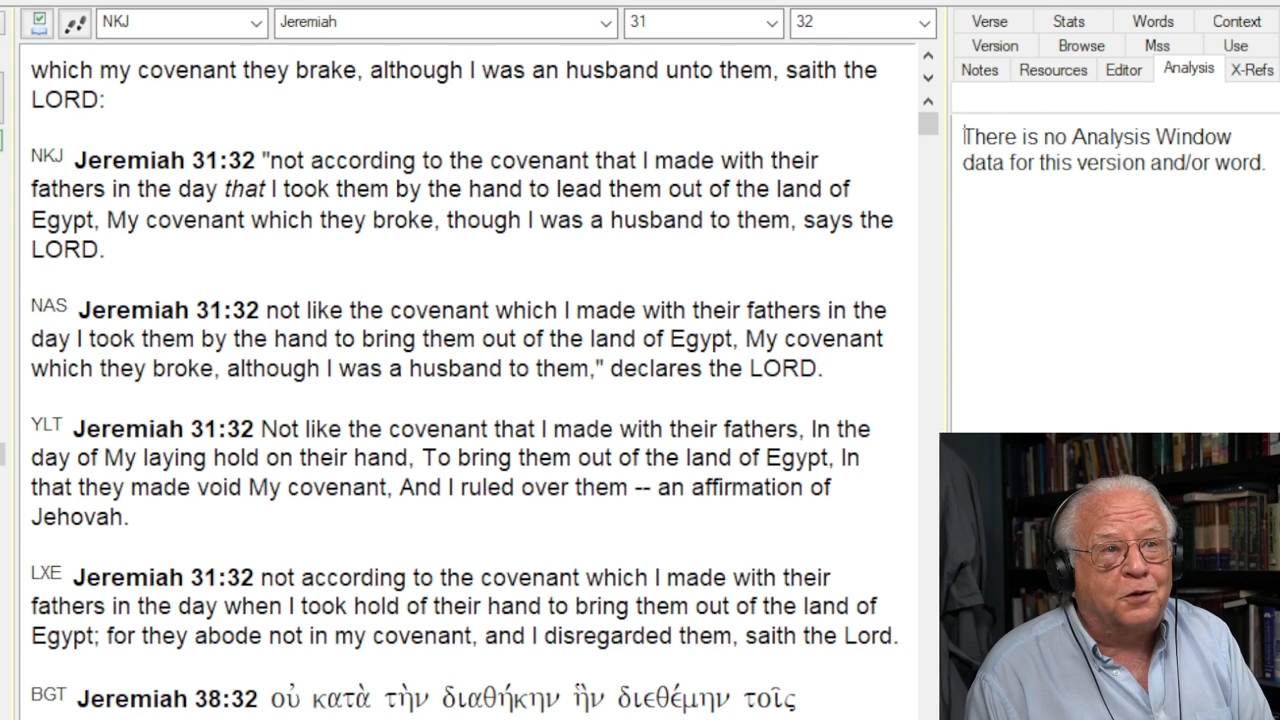 NKJ Jeremiah 31 32
which my covenant they brake, although I was an husband unto them, saith the
LORD:
NKJ Jeremiah 31:32 "not according to the covenant that I made with their
fathers in the day that I took them by the hand to lead them out of the land of
Egypt, My covenant which they broke, though I was a husband to them, says the
LORD.
NAS Jeremiah 31:32 not like the covenant which I made with their fathers in the
day I took them by the hand to bring them out of the land of Egypt, My covenant
which they broke, although I was a husband to them," declares the LORD.
YLT Jeremiah 31:32 Not like the covenant that I made with their fathers, In the
day of My laying hold on their hand, To bring them out of the land of Egypt, In
that they made void My covenant, And I ruled over them -- an affirmation of
Jehovah.
LXE Jeremiah 31:32 not according to the covenant which I made with their
fathers in the day when I took hold of their hand to bring them out of the land of
Egypt; for they abode not in my covenant, and I disregarded them, saith the Lord.
BGT Jeremiah 38:32 οὐ κατὰ τὴν διαθήκην ἣν διεθέμην τοῖς
Verse Stats Words Context
Version Browse Mss Use
Notes Resources Editor Analysis X-Refs
There is no Analysis Window
data for this version and/or word.